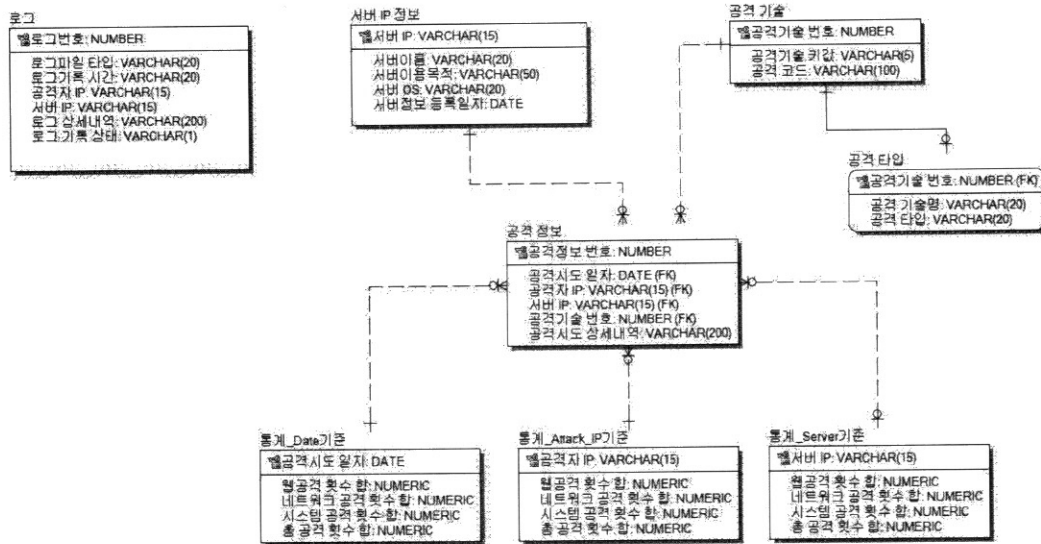 로그
로그번호: NUMBER
로그파일 타입: VARCHAR(20)
로그기록 시간: VARCHAR(20)
공격자 IP: VARCHAR(15)
서버 IP: VARCHAR(15)
로그 상세내역: VARCHAR(200)
로그 기록 상태: VARCHAR(1)
서버 IP 정보
서버 IP: VARCHAR(15)
서버이름: VARCHAR(20)
서버이용목적: VARCHAR(50)
서버 OS: VARCHAR(20)
서버정보 등록일자: DATE
공격 기술
공격기술 번호: NUMBER
공격기술 키값: VARCHAR(5)
공격 코드: VARCHAR(100)
공격 타입
공격기술 번호: NUMBER (FK)
공격 기술명: VARCHAR(20)
공격 타입: VARCHAR(20)
공격 정보
공격정보 번호: NUMBER
공격시도 일자: DATE (FK)
공격자 IP: VARCHAR(15) (FK)
서버 IP: VARCHAR(15) (FK)
공격기술 번호: NUMBER (FK)
공격시도 상세내역: VARCHAR(200)
통계_Date기준
공격시도 일자: DATE
웹공격 횟수 합: NUMERIC
네트워크 공격 횟수 합: NUMERIC
시스템 공격 횟수 합: NUMERIC
총 공격 횟수 합: NUMERIC
통계_Attack_IP기준
공격자 IP: VARCHAR(15)
웹공격 횟수 합: NUMERIC
네트워크 공격 횟수 합: NUMERIC
시스템 공격 횟수 합: NUMERIC
총 공격 횟수 합: NUMERIC
통계_Server기준
서버 IP: VARCHAR(15)
웹공격 횟수 합: NUMERIC
네트워크 공격 횟수 합: NUMERIC
시스템 공격 횟수 합: NUMERIC
총 공격 횟수 합: NUMERIC